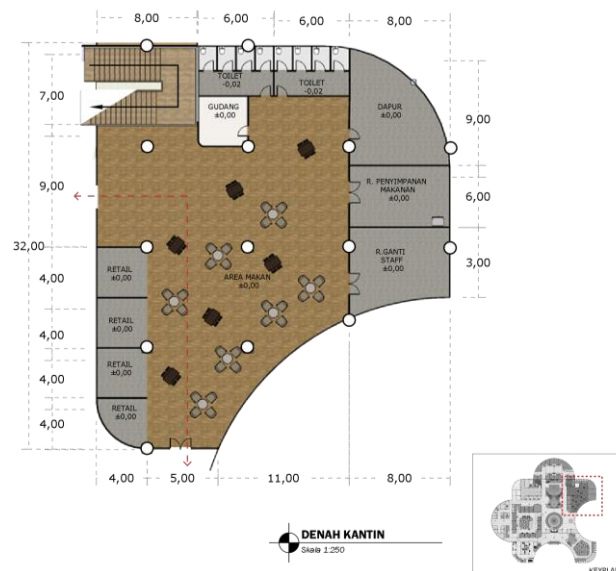 8,00
6,00
6,00
8,00
7,00
9,00
32,00
4,00
4,00
4,00
4,00
9,00
6,00
3,00
TOILET
-0,02
TOILET
-0,02
GUDANG
±0,00
DAPUR
±0,00
R. PENYIMPANAN
MAKANAN
±0,00
R.GANTI
STAFF
±0,00
AREA MAKAN
±0,00
RETAIL
±0,00
RETAIL
±0,00
RETAIL
±0,00
RETAIL
±0,00
4,00
5,00
11,00
8,00
DENAH KANTIN
Skala 1:250